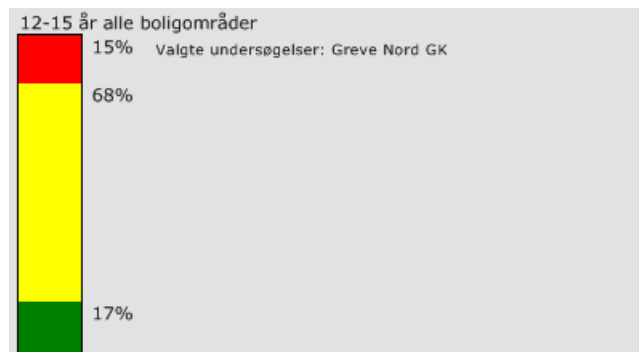 12-15 år alle boligområder
15% Valgte undersøgelser: Greve Nord GK
68%
17%